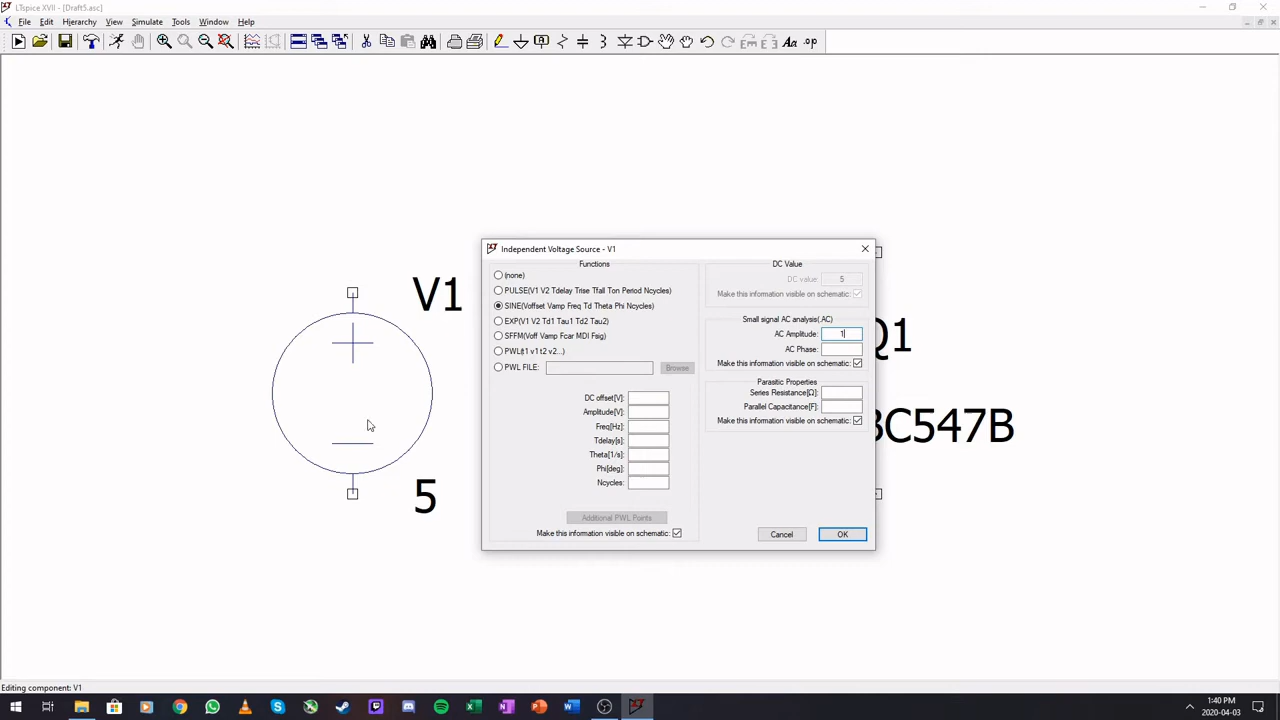 LTspice XVII - [Draft5.asc]
File Edit Hierarchy View Simulate Tools Window Help
V1
5
Q1
BC547B
Independent Voltage Source - V1
Functions
(none)
PULSE(V1 V2 Tdelay Trise Tfall Ton Period Ncycles)
SINE(Voffset Vamp Freq Td Theta Phi Ncycles)
EXP(V1 V2 Td1 Tau1 Td2 Tau2)
SFFM(Voff Vamp Fcar MDI Fsig)
PWL(t1 v1 t2 v2...)
PWL FILE: Browse
DC offset[V]:
Amplitude[V]:
Freq[Hz]:
Tdelay[s]:
Theta[1/s]:
Phi[deg]:
Ncycles:
Additional PWL Points
Make this information visible on schematic:
DC Value
DC value: 5
Make this information visible on schematic:
Small signal AC analysis(.AC)
AC Amplitude: 1
AC Phase:
Make this information visible on schematic:
Parasitic Properties
Series Resistance[Ω]:
Parallel Capacitance[F]:
Make this information visible on schematic:
Cancel OK
Editing component: V1
1:40 PM
2020-04-03